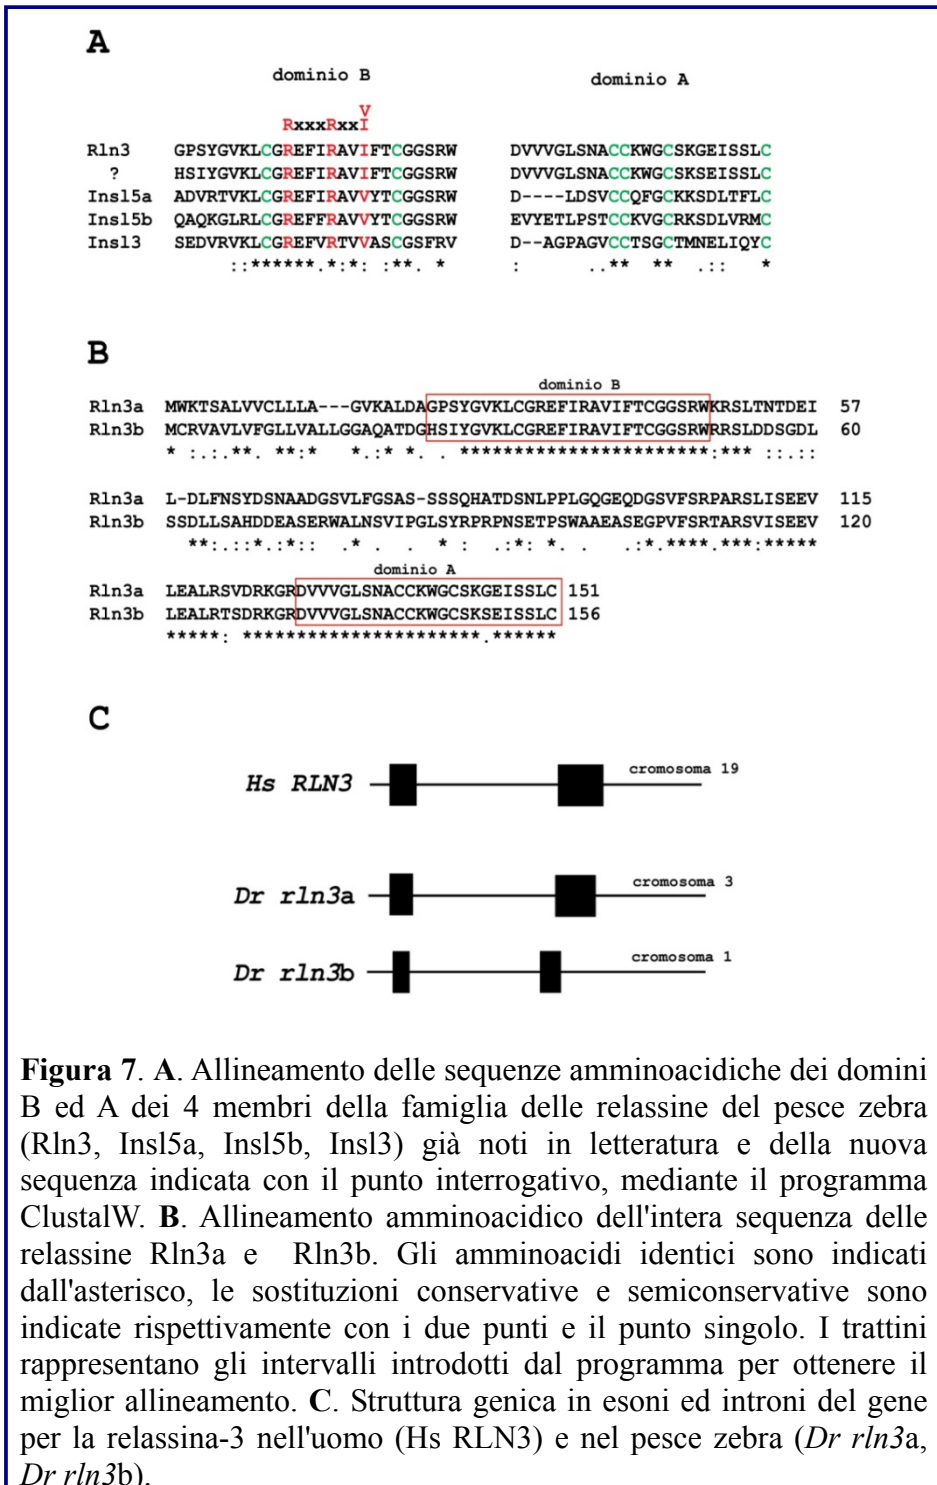 A
dominio B
dominio A
V
RxxxRxxI
Rln3 GPSYGVKLCGREFIRAVIFTCGGSRW DVVVGLSNACCKWGCSKGEISSLC
? HSIYGVKLCGREFIRAVIFTCGGSRW DVVVGLSNACCKWGCSKSEISSLC
Insl5a ADVRTVKLCGREFIRAVVYTCGGSRW D----LDSVCCQFGCKKSDLTFLC
Insl5b QAQKGLRLCGREFFRAVVYTCGGSRW EVYETLPSTCCKVGCRKSDLVRMC
Insl3 SEDVRVKLCGREFVRTVVASCGSFRV D--AGPAGVCCTSGCTMNELIQYC
::******.*:*: :**. * : ..** ** .:: *
B
dominio B
Rln3a MWKTSALVVCLLLA---GVKALDAGPSYGVKLCGREFIRAVIFTCGGSRWKRSLTNTDEI 57
Rln3b MCRVAVLVFGLLVALLGGAQATDGHSIYGVKLCGREFIRAVIFTCGGSRWRRSLDDSGDL 60
* :.:.**. **:* *.:* *. . ***********************:*** ::.::
Rln3a L-DLFNSYDSNAADGSVLFGSAS-SSSQHATDSNLPPLGQGEQDGSVFSRPARSLISEEV 115
Rln3b SSDLLSAHDDEASERWALNSVIPGLSYRPRPNSETPSWAAEASEGPVFSRTARSVISEEV 120
**:.::*.:*:: .* . . * : .:*: *. . .:*.****.***:*****
dominio A
Rln3a LEALRSVDRKGRDVVVGLSNACCKWGCSKGEISSLC 151
Rln3b LEALRTSDRKGRDVVVGLSNACCKWGCSKSEISSLC 156
*****: **********************.******
C
Hs RLN3 cromosoma 19
Dr rln3a cromosoma 3
Dr rln3b cromosoma 1
Figura 7. A. Allineamento delle sequenze amminoacidiche dei domini
B ed A dei 4 membri della famiglia delle relassine del pesce zebra
(Rln3, Insl5a, Insl5b, Insl3) già noti in letteratura e della nuova
sequenza indicata con il punto interrogativo, mediante il programma
ClustalW. B. Allineamento amminoacidico dell'intera sequenza delle
relassine Rln3a e Rln3b. Gli amminoacidi identici sono indicati
dall'asterisco, le sostituzioni conservative e semiconservative sono
indicate rispettivamente con i due punti e il punto singolo. I trattini
rappresentano gli intervalli introdotti dal programma per ottenere il
miglior allineamento. C. Struttura genica in esoni ed introni del gene
per la relassina-3 nell'uomo (Hs RLN3) e nel pesce zebra (Dr rln3a,
Dr rln3b).